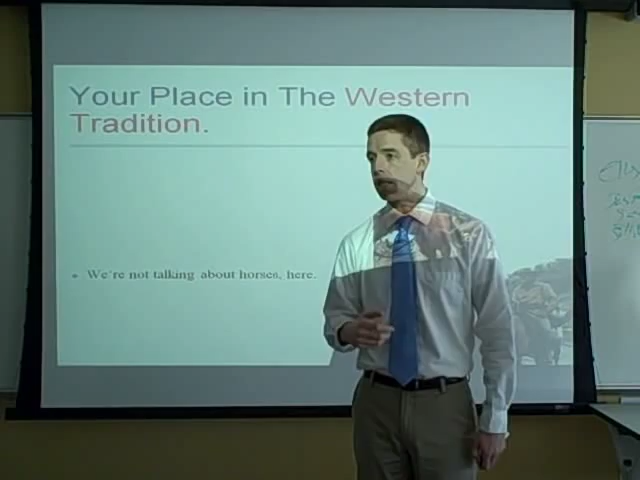 Your Place in The Western
Tradition.
We're not talking about horses, here.